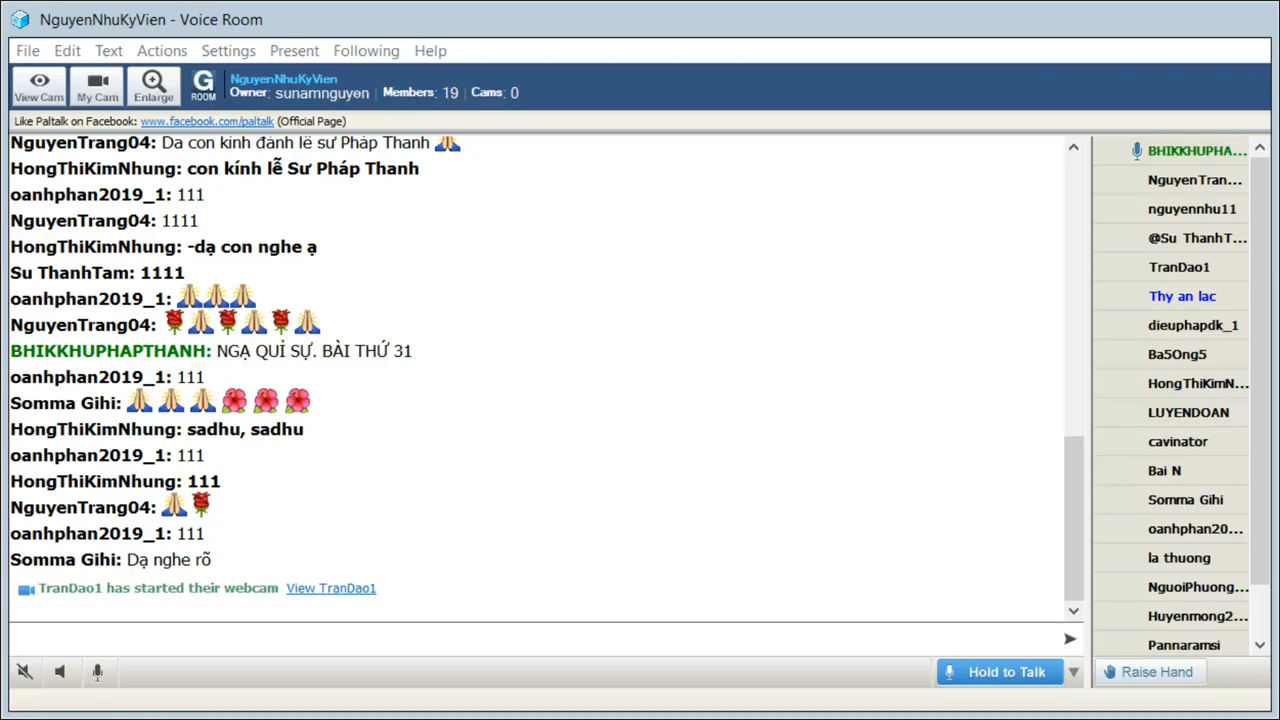 NguyenNhuKyVien - Voice Room
File Edit Text Actions Settings Present Following Help
View Cam My Cam Enlarge G ROOM
NguyenNhuKyVien
Owner: sunamnguyen | Members: 19 | Cams: 0
Like Paltalk on Facebook: www.facebook.com/paltalk (Official Page)
NguyenTrang04: Da con kính đảnh lễ sư Pháp Thanh
HongThiKimNhung: con kính lễ Sư Pháp Thanh
oanhphan2019_1: 111
NguyenTrang04: 1111
HongThiKimNhung: -dạ con nghe ạ
Su ThanhTam: 1111
oanhphan2019_1:
NguyenTrang04:
BHIKKHUPHAPTHANH: NGẠ QUỈ SỰ. BÀI THỨ 31
oanhphan2019_1: 111
Somma Gihi:
HongThiKimNhung: sadhu, sadhu
oanhphan2019_1: 111
HongThiKimNhung: 111
NguyenTrang04:
oanhphan2019_1: 111
Somma Gihi: Dạ nghe rõ
TranDao1 has started their webcam View TranDao1
BHIKKHUPHA...
NguyenTran...
nguyennhu11
@Su ThanhT...
TranDao1
Thy an lac
dieuphapdk_1
Ba5Ong5
HongThiKimN...
LUYENDOAN
cavinator
Bai N
Somma Gihi
oanhphan20...
la thuong
NguoiPhuong...
Huyenmong2...
Pannaramsi
Hold to Talk
Raise Hand